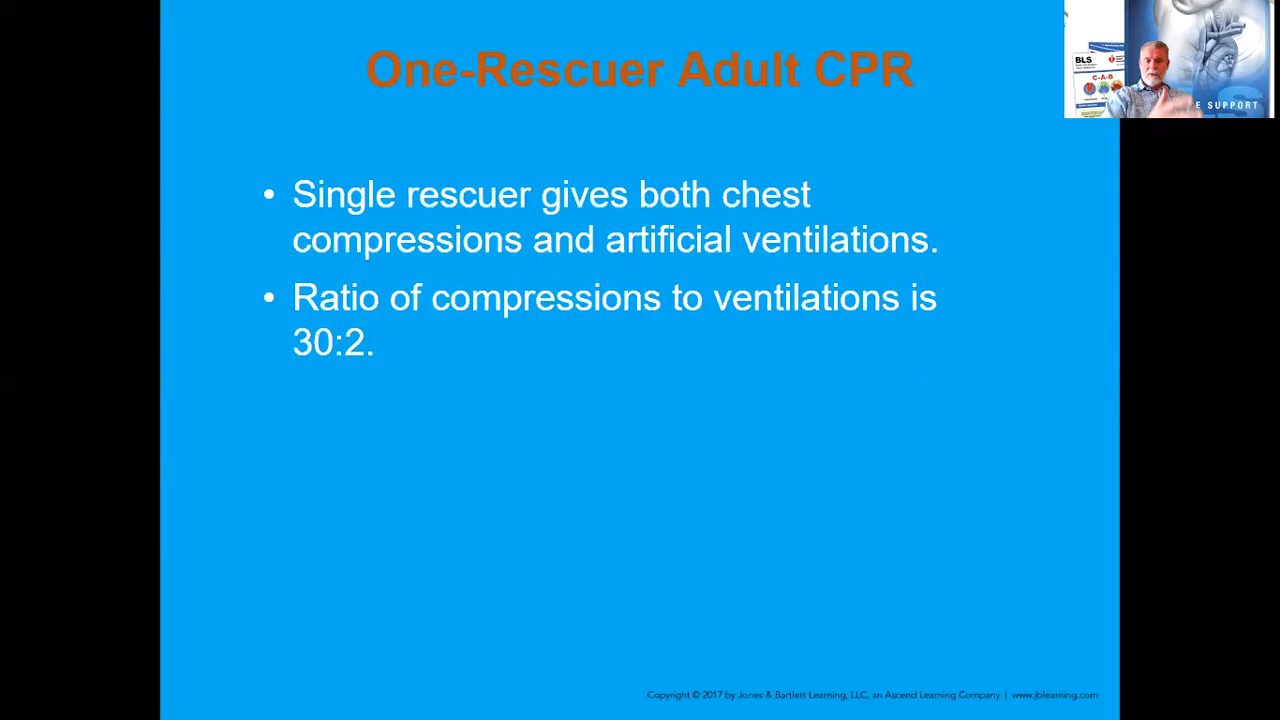 One-Rescuer Adult CPR
BLS
C-A-B
E SUPPORT
• Single rescuer gives both chest
compressions and artificial ventilations.
• Ratio of compressions to ventilations is
30:2.
Copyright © 2017 by Jones & Bartlett Learning, LLC, an Ascend Learning Company | www.jblearning.com